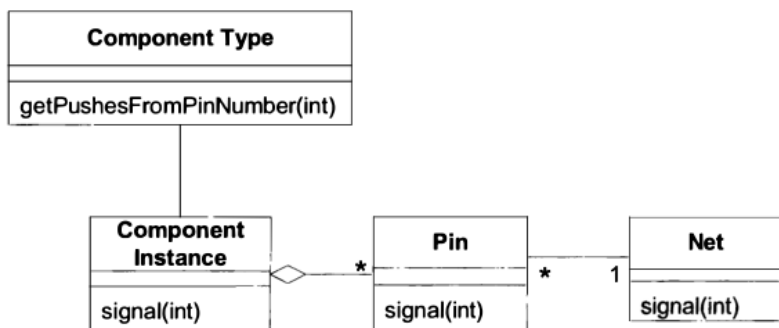 Component Type
getPushesFromPinNumber(int)
Component
Instance
signal(int)
*
Pin
signal(int)
*
1
Net
signal(int)